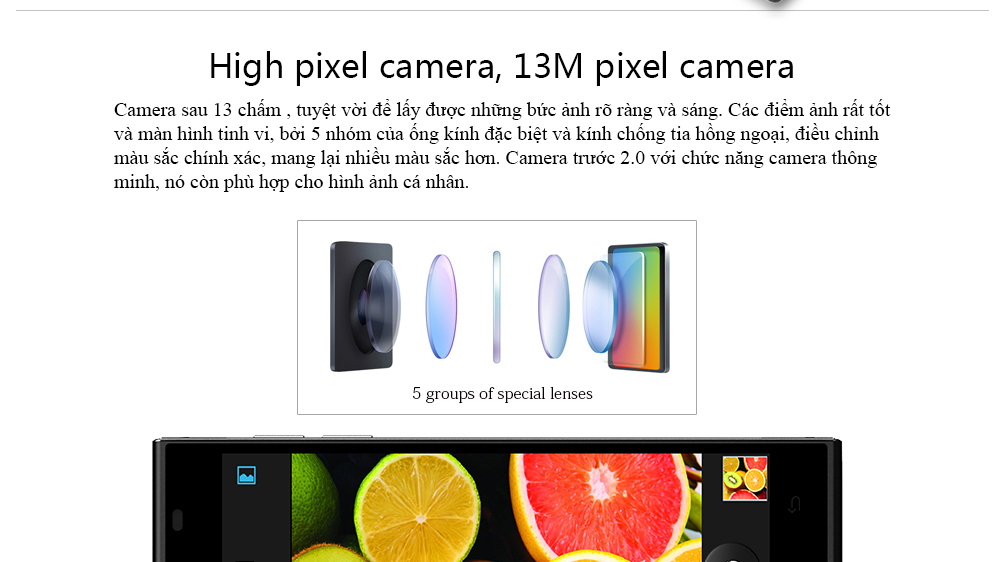 High pixel camera, 13M pixel camera
Camera sau 13 chấm , tuyệt vời để lấy được những bức ảnh rõ ràng và sáng. Các điểm ảnh rất tốt
và màn hình tinh vi, bởi 5 nhóm của ống kính đặc biệt và kính chống tia hồng ngoại, điều chỉnh
màu sắc chính xác, mang lại nhiều màu sắc hơn. Camera trước 2.0 với chức năng camera thông
minh, nó còn phù hợp cho hình ảnh cá nhân.
5 groups of special lenses